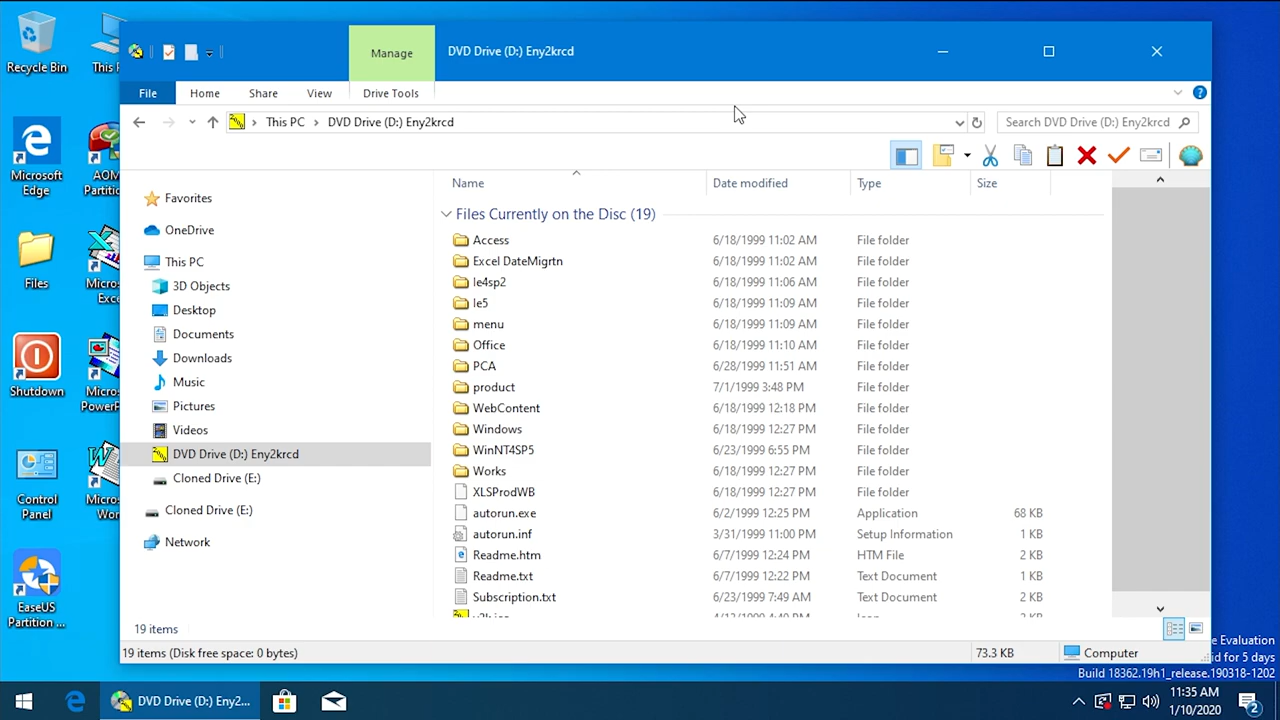 Recycle Bin
This P
Microsoft
Edge
AOM
Partiti
Files
Micros
Exce
Shutdown
Micros
PowerP
Control
Panel
Micros
Wor
EaseUS
Partition ...
Manage
DVD Drive (D:) Eny2krcd
File
Home
Share
View
Drive Tools
This PC
DVD Drive (D:) Eny2krcd
Search DVD Drive (D:) Eny2krcd
Favorites
OneDrive
This PC
3D Objects
Desktop
Documents
Downloads
Music
Pictures
Videos
DVD Drive (D:) Eny2krcd
Cloned Drive (E:)
Cloned Drive (E:)
Network
Name Date modified Type Size
Files Currently on the Disc (19)
Access 6/18/1999 11:02 AM File folder
Excel DateMigrtn 6/18/1999 11:02 AM File folder
Ie4sp2 6/18/1999 11:06 AM File folder
Ie5 6/18/1999 11:09 AM File folder
menu 6/18/1999 11:09 AM File folder
Office 6/18/1999 11:10 AM File folder
PCA 6/28/1999 11:51 AM File folder
product 7/1/1999 3:48 PM File folder
WebContent 6/18/1999 12:18 PM File folder
Windows 6/18/1999 12:27 PM File folder
WinNT4SP5 6/23/1999 6:55 PM File folder
Works 6/18/1999 12:27 PM File folder
XLSProdWB 6/18/1999 12:27 PM File folder
autorun.exe 6/2/1999 12:25 PM Application 68 KB
autorun.inf 3/31/1999 11:00 PM Setup Information 1 KB
Readme.htm 6/7/1999 12:24 PM HTM File 2 KB
Readme.txt 6/7/1999 12:22 PM Text Document 1 KB
Subscription.txt 6/23/1999 7:49 AM Text Document 2 KB
19 items
19 items (Disk free space: 0 bytes)
73.3 KB
Computer
e Evaluation
id for 5 days
Build 18362.19h1_release.190318-1202
DVD Drive (D:) Eny2...
11:35 AM
1/10/2020
2